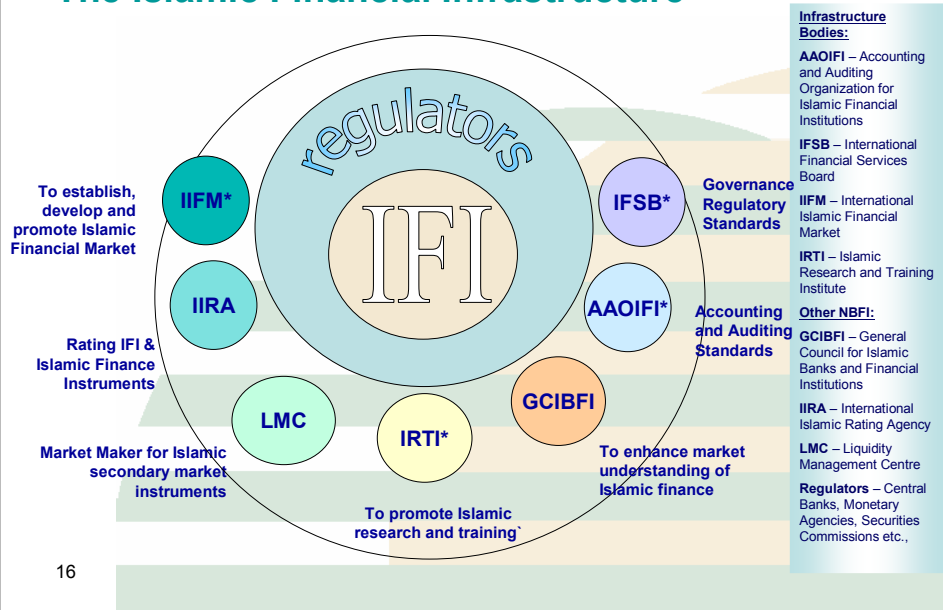 The Islamic Financial Infrastructure
regulators
IFI
IIFM*
To establish,
develop and
promote Islamic
Financial Market
IIRA
Rating IFI &
Islamic Finance
Instruments
LMC
Market Maker for Islamic
secondary market
instruments
IRTI*
To promote Islamic
research and training`
GCIBFI
To enhance market
understanding of
Islamic finance
AAOIFI*
Accounting
and Auditing
Standards
IFSB*
Governance
Regulatory
Standards
Infrastructure
Bodies:
AAOIFI – Accounting
and Auditing
Organization for
Islamic Financial
Institutions
IFSB – International
Financial Services
Board
IIFM – International
Islamic Financial
Market
IRTI – Islamic
Research and Training
Institute
Other NBFI:
GCIBFI – General
Council for Islamic
Banks and Financial
Institutions
IIRA – International
Islamic Rating Agency
LMC – Liquidity
Management Centre
Regulators – Central
Banks, Monetary
Agencies, Securities
Commissions etc.,
16